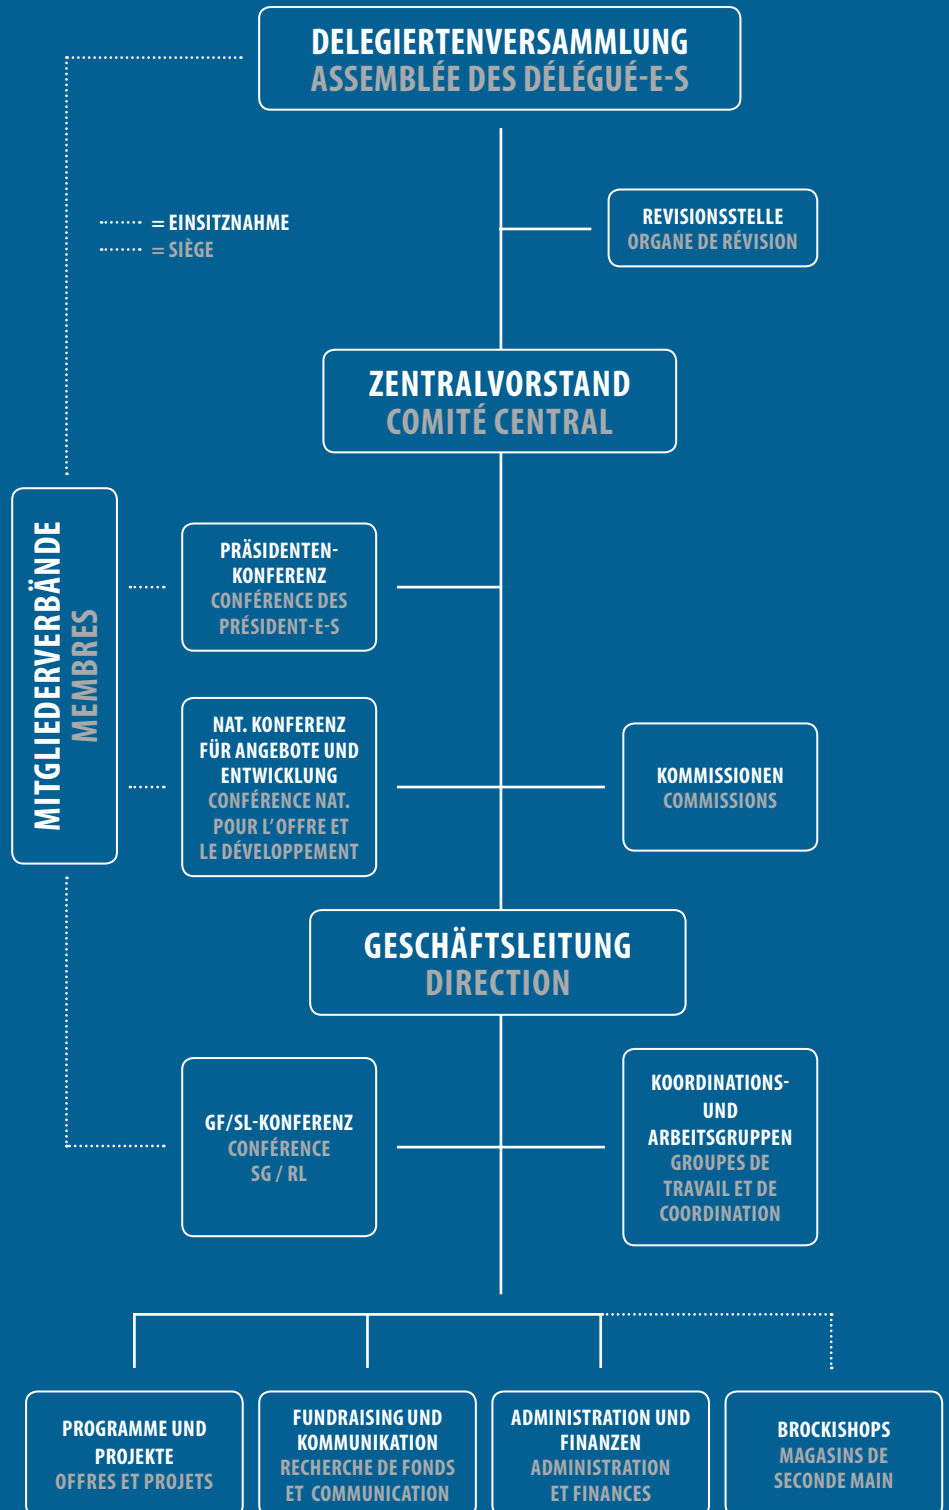 DELEGIERTENVERSAMMLUNG
ASSEMBLÉE DES DÉLÉGUÉ-E-S
= EINSITZNAHME
= SIÈGE
REVISIONSSTELLE
ORGANE DE RÉVISION
ZENTRALVORSTAND
COMITÉ CENTRAL
MITGLIEDERVERBÄNDE
MEMBRES
PRÄSIDENTEN-
KONFERENZ
CONFÉRENCE DES
PRÉSIDENT-E-S
NAT. KONFERENZ
FÜR ANGEBOTE UND
ENTWICKLUNG
CONFÉRENCE NAT.
POUR L'OFFRE ET
LE DÉVELOPPEMENT
KOMMISSIONEN
COMMISSIONS
GESCHÄFTSLEITUNG
DIRECTION
GF/SL-KONFERENZ
CONFÉRENCE
SG / RL
KOORDINATIONS-
UND
ARBEITSGRUPPEN
GROUPES DE
TRAVAIL ET DE
COORDINATION
PROGRAMME UND
PROJEKTE
OFFRES ET PROJETS
FUNDRAISING UND
KOMMUNIKATION
RECHERCHE DE FONDS
ET COMMUNICATION
ADMINISTRATION UND
FINANZEN
ADMINISTRATION
ET FINANCES
BROCKISHOPS
MAGASINS DE
SECONDE MAIN